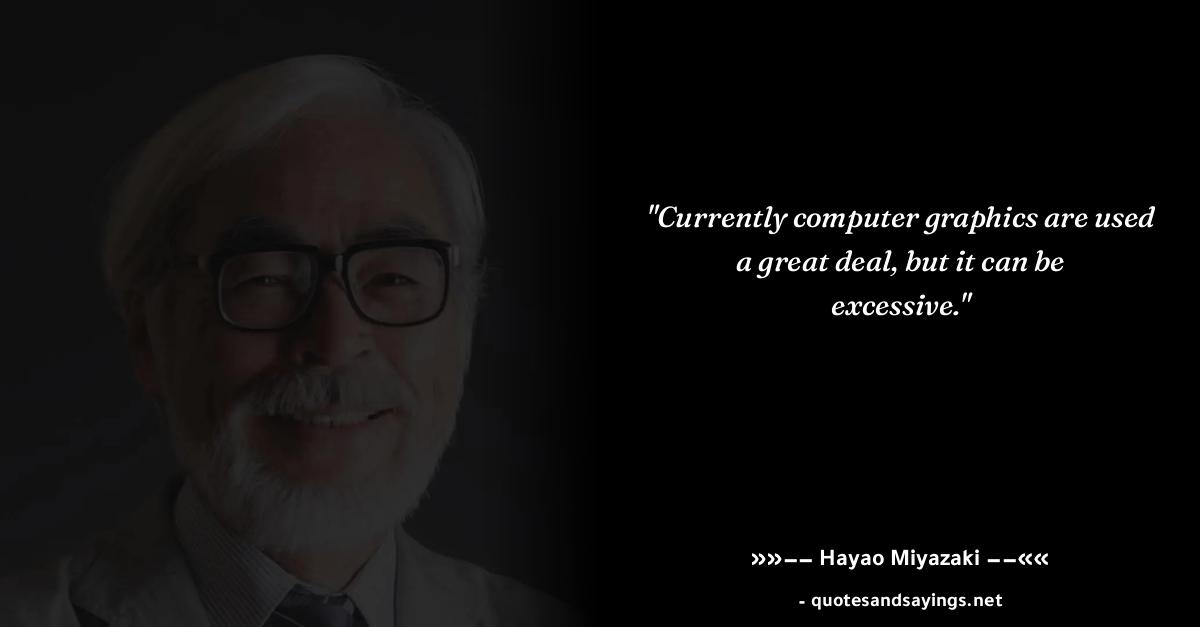 "Currently computer graphics are used
a great deal, but it can be
excessive."
»»−− Hayao Miyazaki −−««
- quotesandsayings.net